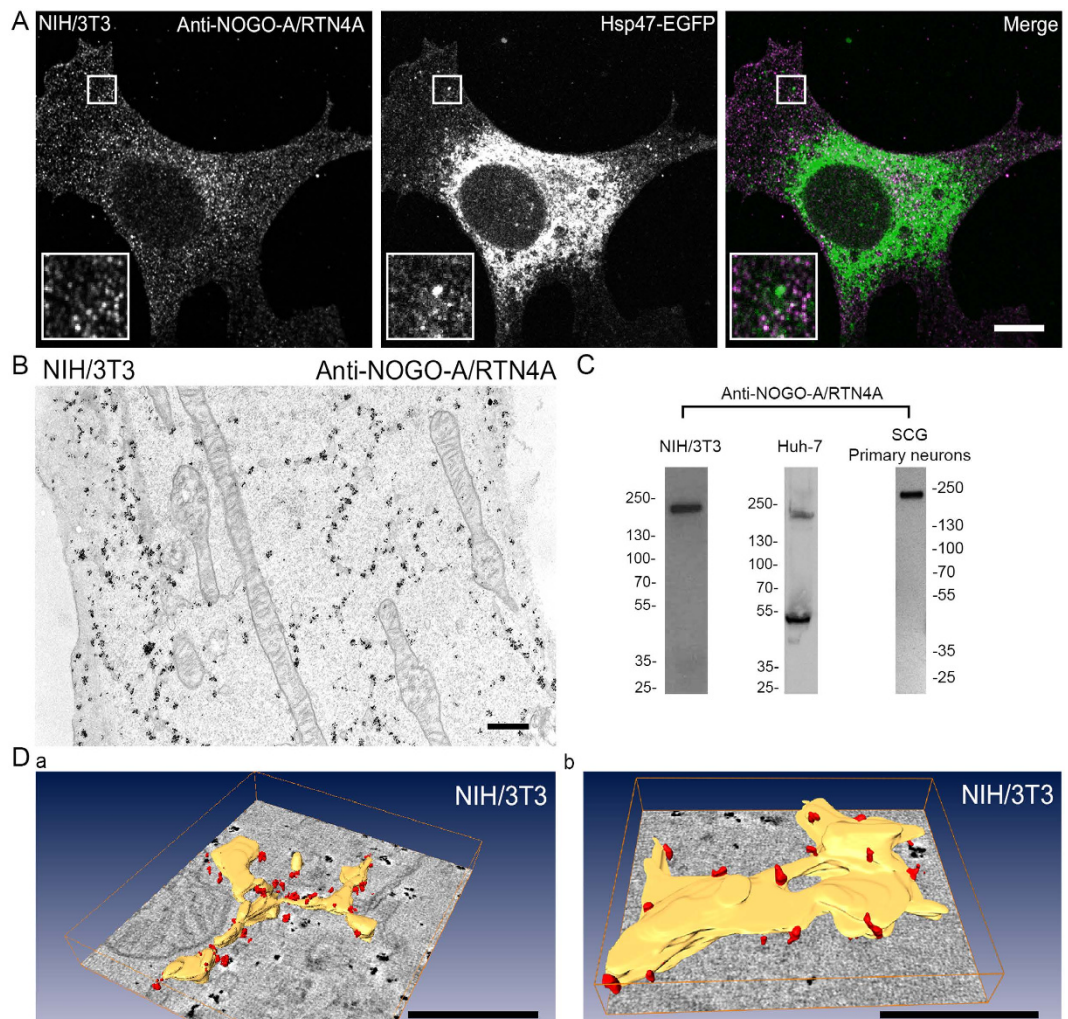 A
NIH/3T3 Anti-NOGO-A/RTN4A
Hsp47-EGFP
Merge
B NIH/3T3 Anti-NOGO-A/RTN4A
C
Anti-NOGO-A/RTN4A
NIH/3T3
250-
130-
100-
70-
55-
35-
25-
Huh-7
250-
130-
100-
70-
55-
35-
25-
SCG
Primary neurons
-250
-130
-100
-70
-55
-35
-25
D a
NIH/3T3
b
NIH/3T3